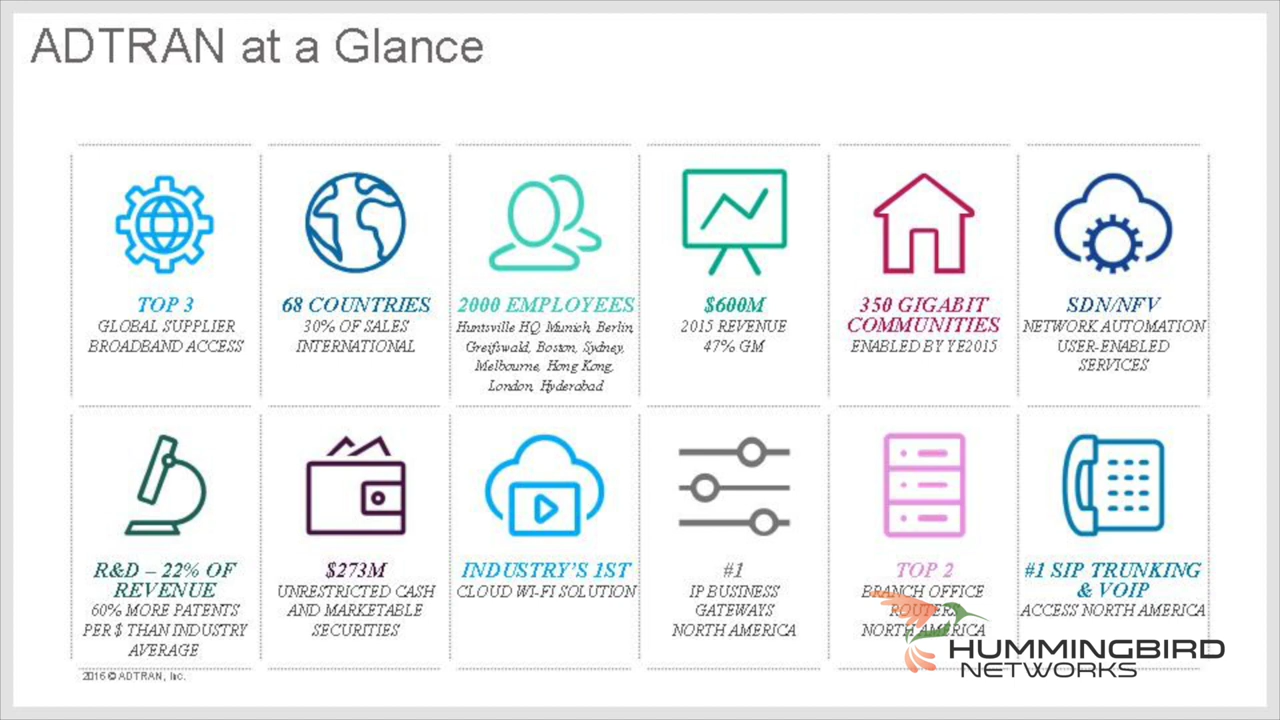 ADTRAN at a Glance
TOP 3
GLOBAL SUPPLIER
BROADBAND ACCESS
68 COUNTRIES
30% OF SALES
INTERNATIONAL
2000 EMPLOYEES
Huntsville HQ, Munich, Berlin,
Greifswald, Boston, Sydney,
Melbourne, Hong Kong,
London, Hyderabad
$600M
2015 REVENUE
47% GM
350 GIGABIT
COMMUNITIES
ENABLED BY YE2015
SDN/NFV
NETWORK AUTOMATION
USER-ENABLED
SERVICES
R&D – 22% OF
REVENUE
60% MORE PATENTS
PER $ THAN INDUSTRY
AVERAGE
$273M
UNRESTRICTED CASH
AND MARKETABLE
SECURITIES
INDUSTRY'S 1ST
CLOUD WI-FI SOLUTION
#1
IP BUSINESS
GATEWAYS
NORTH AMERICA
TOP 2
BRANCH OFFICE
ROUTERS
NORTH AMERICA
#1 SIP TRUNKING
& VOIP
ACCESS NORTH AMERICA
HUMMINGBIRD
NETWORKS
2016 © ADTRAN, Inc.